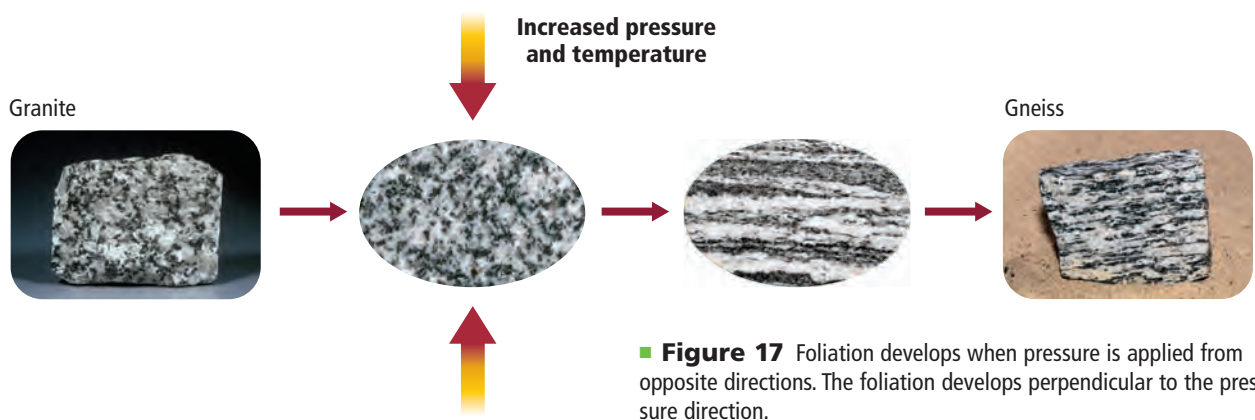 Increased pressure
and temperature
Granite
Gneiss
■ Figure 17 Foliation develops when pressure is applied from
opposite directions. The foliation develops perpendicular to the pres-
sure direction.